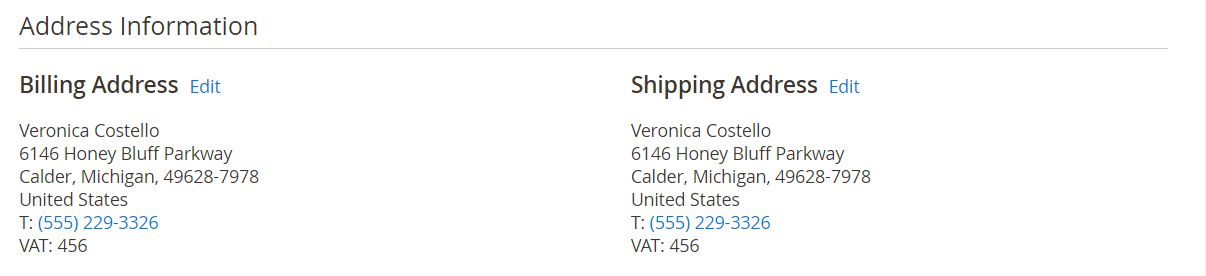 Address Information
Billing Address Edit
Veronica Costello
6146 Honey Bluff Parkway
Calder, Michigan, 49628-7978
United States
T: (555) 229-3326
VAT: 456
Shipping Address Edit
Veronica Costello
6146 Honey Bluff Parkway
Calder, Michigan, 49628-7978
United States
T: (555) 229-3326
VAT: 456